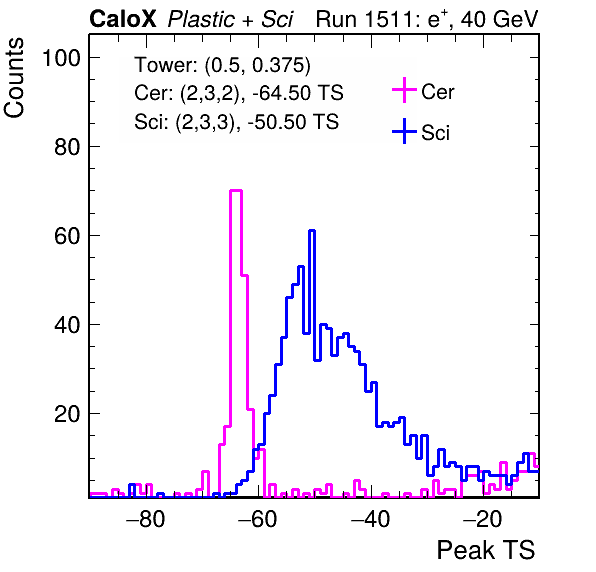 CaloX Plastic + Sci Run 1511: e⁺, 40 GeV
Counts
Tower: (0.5, 0.375)
Cer: (2,3,2), -64.50 TS
Sci: (2,3,3), -50.50 TS
Cer
Sci
100
80
60
40
20
−80 −60 −40 −20
Peak TS